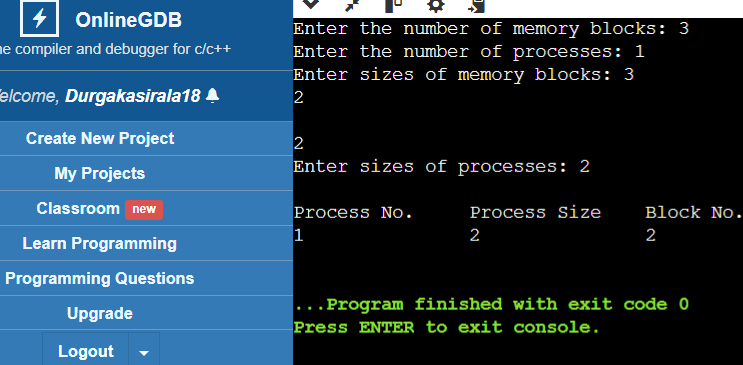 OnlineGDB
ne compiler and debugger for c/c++
elcome, Durgakasirala18
Create New Project
My Projects
Classroom new
Learn Programming
Programming Questions
Upgrade
Logout
Enter the number of memory blocks: 3
Enter the number of processes: 1
Enter sizes of memory blocks: 3
2
2
Enter sizes of processes: 2
Process No. Process Size Block No.
1 2 2
...Program finished with exit code 0
Press ENTER to exit console.